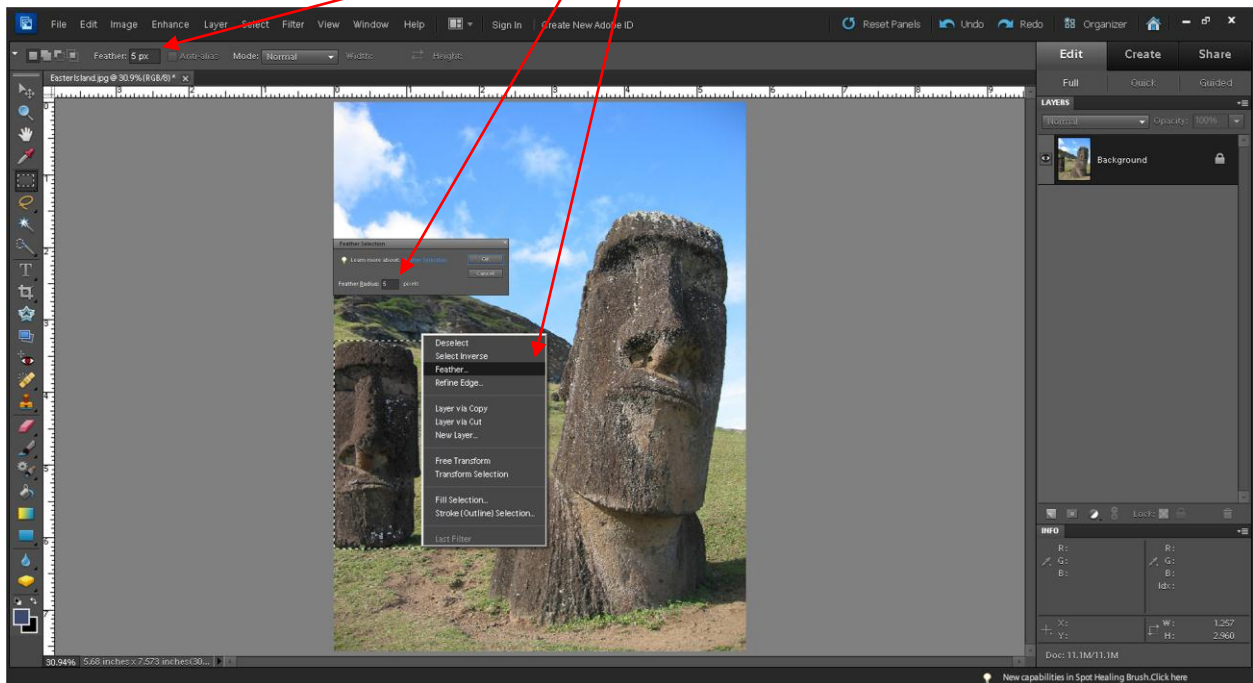 File Edit Image Enhance Layer Select Filter View Window Help Sign In Create New Adobe ID Reset Panels Undo Redo Organizer
Feather: 5 px Anti-alias Mode: Normal Width: Height:
Edit Create Share
EasterIsland.jpg @ 30.9% (RGB/8) * x
Full Quick Guided
LAYERS
Normal Opacity: 100%
Background
Feather Selection
Learn more about: Feather Selection
OK
Cancel
Feather Radius: 5 pixels
Deselect
Select Inverse
Feather...
Refine Edge...
Layer via Copy
Layer via Cut
New Layer...
Free Transform
Transform Selection
Fill Selection...
Stroke (Outline) Selection...
Last Filter
Lock:
INFO
R: R:
G: G:
B: B:
Idx:
X: W: 1.257
Y: H: 2.960
Doc: 11.1M/11.1M
30.94% 5.68 inches x 7.573 inches (30...
New capabilities in Spot Healing Brush.Click here